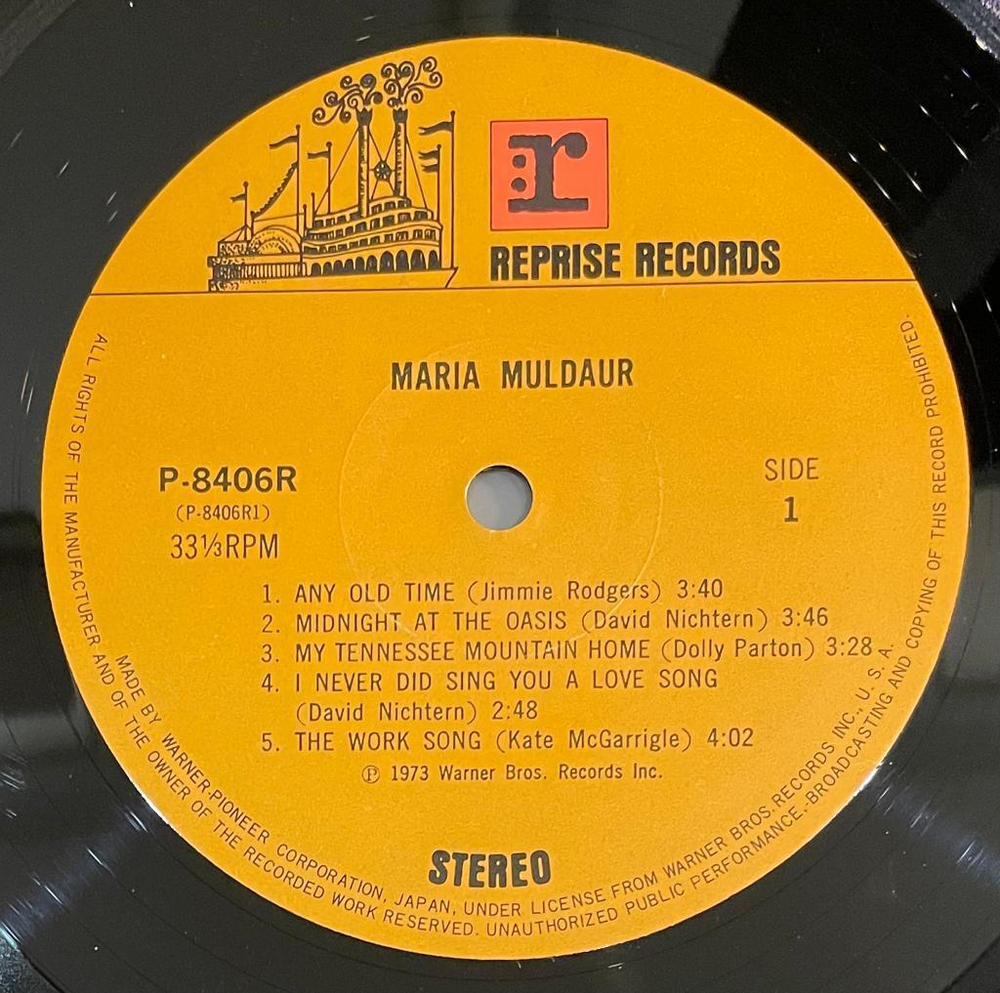 :r
REPRISE RECORDS
MARIA MULDAUR
P-8406R
(P-8406R1)
33⅓RPM
SIDE
1
1. ANY OLD TIME (Jimmie Rodgers) 3:40
2. MIDNIGHT AT THE OASIS (David Nichtern) 3:46
3. MY TENNESSEE MOUNTAIN HOME (Dolly Parton) 3:28
4. I NEVER DID SING YOU A LOVE SONG
(David Nichtern) 2:48
5. THE WORK SONG (Kate McGarrigle) 4:02
Ⓟ 1973 Warner Bros. Records Inc.
STEREO
MADE BY WARNER-PIONEER CORPORATION, JAPAN, UNDER LICENSE FROM WARNER BROS. RECORDS INC., U. S. A.
ALL RIGHTS OF THE MANUFACTURER AND OF THE OWNER OF THE RECORDED WORK RESERVED. UNAUTHORIZED PUBLIC PERFORMANCE,-BROADCASTING AND COPYING OF THIS RECORD PROHIBITED.